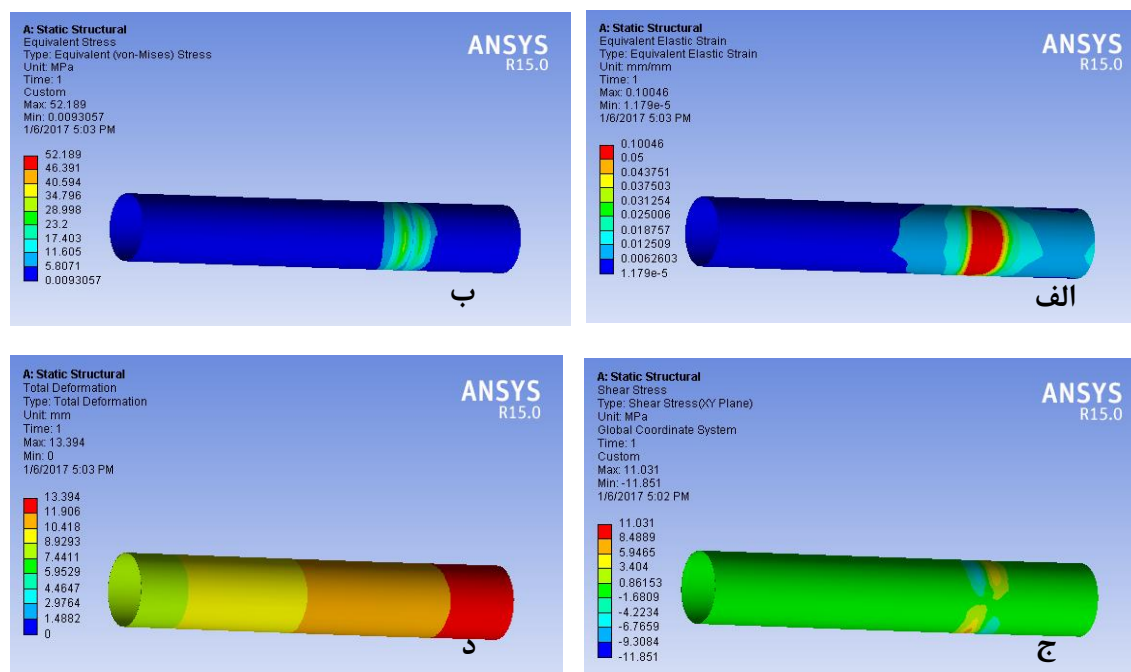 A: Static Structural
Equivalent Stress
Type: Equivalent (von-Mises) Stress
Unit: MPa
Time: 1
Custom
Max: 52.189
Min: 0.0093057
1/6/2017 5:03 PM
ANSYS
R15.0
52.189
46.391
40.594
34.796
28.998
23.2
17.403
11.605
5.8071
0.0093057
ب
A: Static Structural
Equivalent Elastic Strain
Type: Equivalent Elastic Strain
Unit: mm/mm
Time: 1
Max: 0.10046
Min: 1.179e-5
1/6/2017 5:03 PM
ANSYS
R15.0
0.10046
0.05
0.043751
0.037503
0.031254
0.025006
0.018757
0.012509
0.0062603
1.179e-5
الف
A: Static Structural
Total Deformation
Type: Total Deformation
Unit: mm
Time: 1
Max: 13.394
Min: 0
1/6/2017 5:03 PM
ANSYS
R15.0
13.394
11.906
10.418
8.9293
7.4411
5.9529
4.4647
2.9764
1.4882
0
د
A: Static Structural
Shear Stress
Type: Shear Stress(XY Plane)
Unit: MPa
Global Coordinate System
Time: 1
Custom
Max: 11.031
Min: -11.851
1/6/2017 5:02 PM
ANSYS
R15.0
11.031
8.4889
5.9465
3.404
0.86153
-1.6809
-4.2234
-6.7659
-9.3084
-11.851
ج